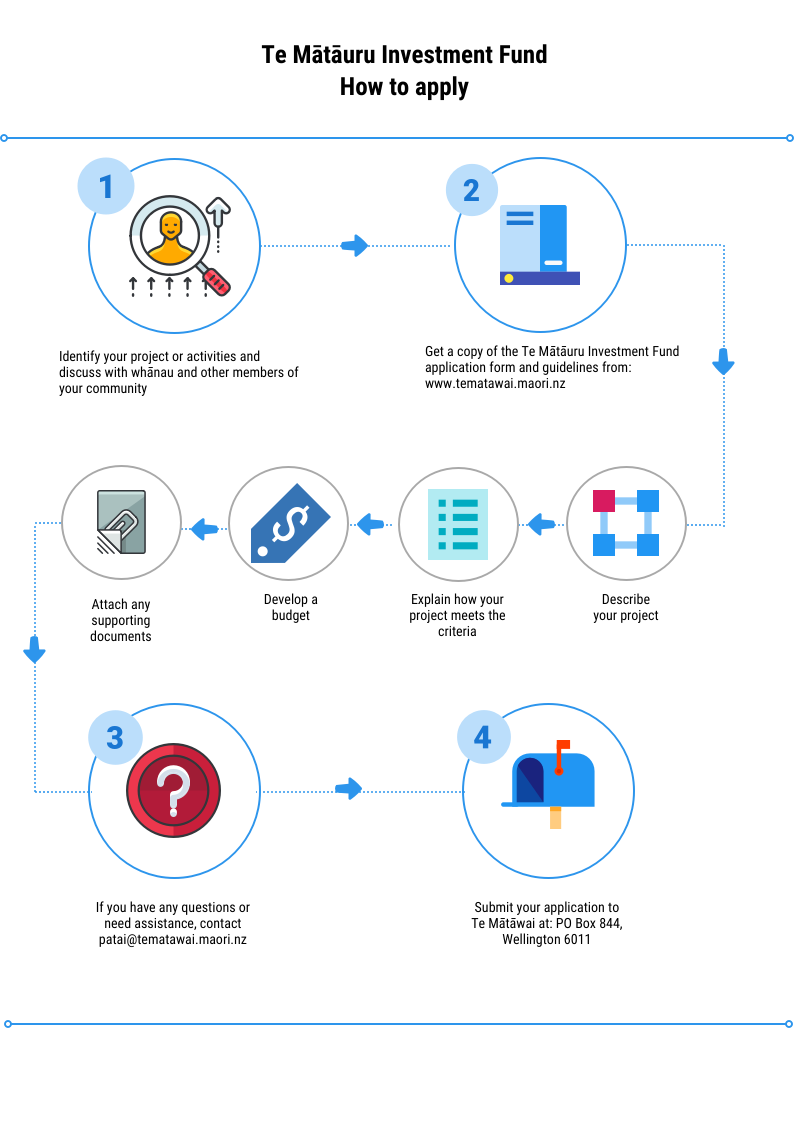 Te Mātāuru Investment Fund
How to apply
1
Identify your project or activities and
discuss with whānau and other members of
your community
2
Get a copy of the Te Mātāuru Investment Fund
application form and guidelines from:
www.tematawai.maori.nz
Describe
your project
Explain how your
project meets the
criteria
$
Develop a
budget
Attach any
supporting
documents
3
?
If you have any questions or
need assistance, contact
patai@tematawai.maori.nz
4
Submit your application to
Te Mātāwai at: PO Box 844,
Wellington 6011